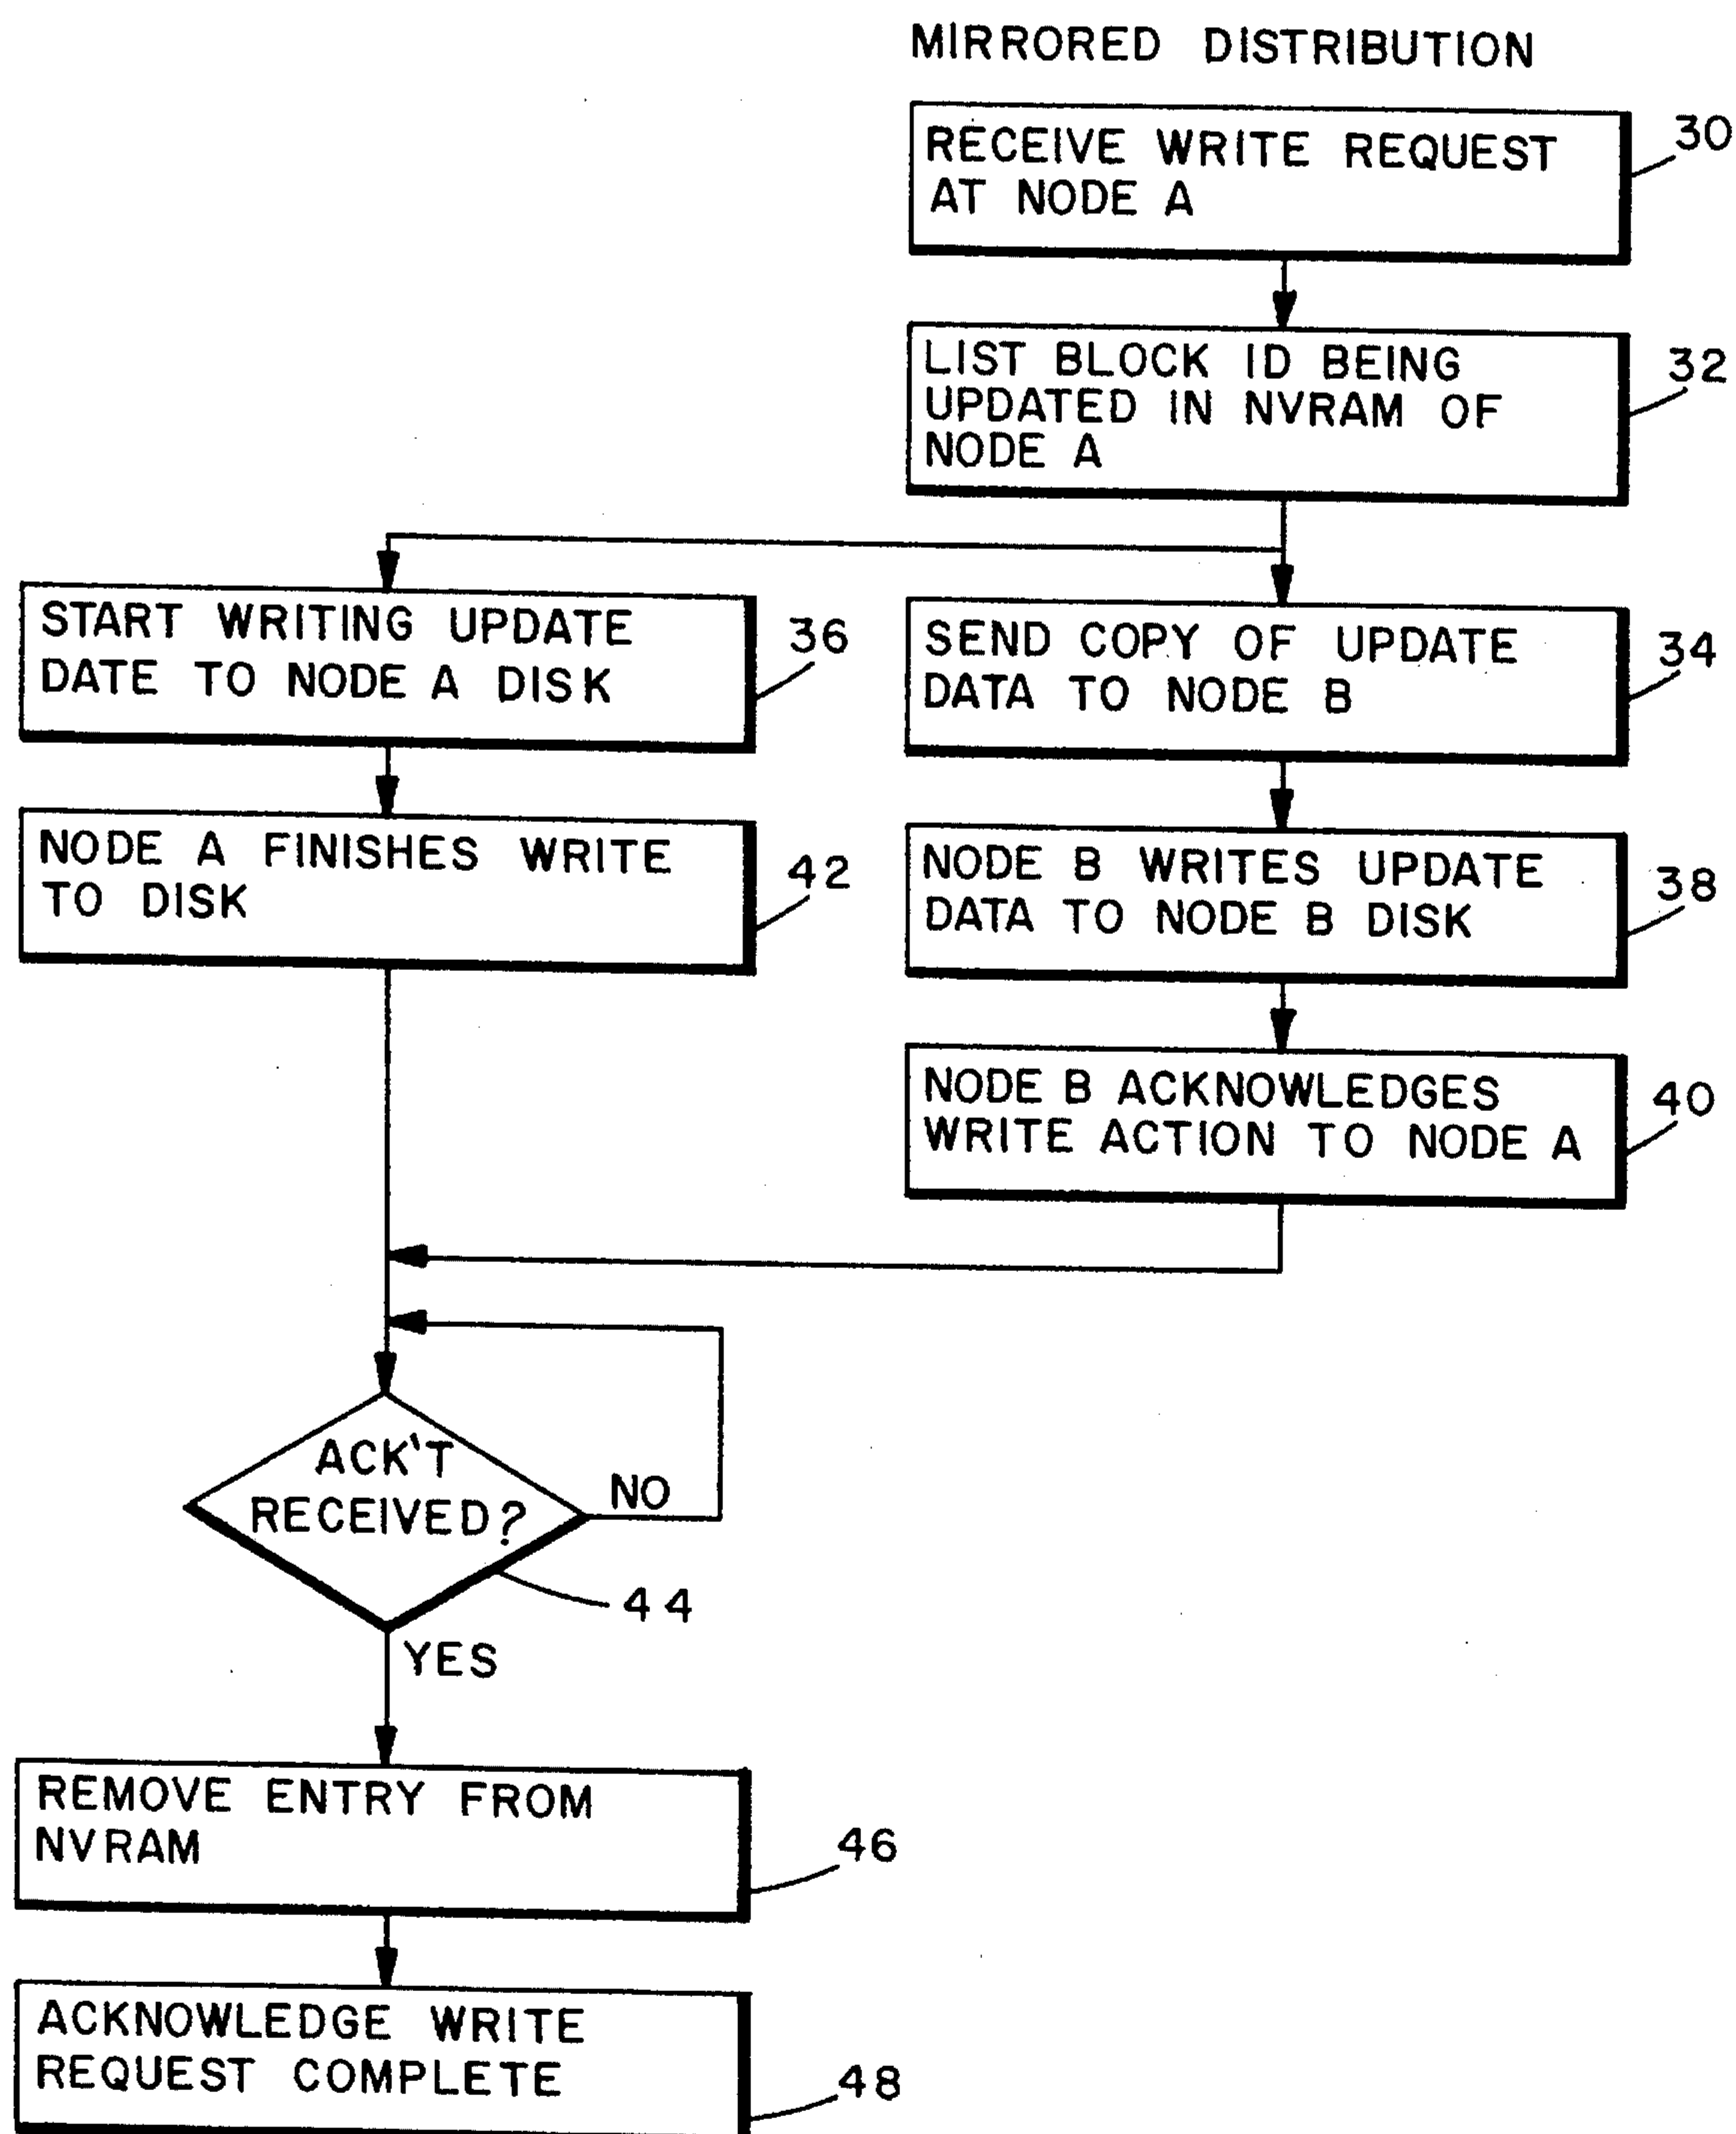 MIRRORED DISTRIBUTION
RECEIVE WRITE REQUEST
AT NODE A
30
LIST BLOCK ID BEING
UPDATED IN NVRAM OF
NODE A
32
START WRITING UPDATE
DATE TO NODE A DISK
36
SEND COPY OF UPDATE
DATA TO NODE B
34
NODE A FINISHES WRITE
TO DISK
42
NODE B WRITES UPDATE
DATA TO NODE B DISK
38
NODE B ACKNOWLEDGES
WRITE ACTION TO NODE A
40
ACK'T
RECEIVED?
NO
44
YES
REMOVE ENTRY FROM
NVRAM
46
ACKNOWLEDGE WRITE
REQUEST COMPLETE
48